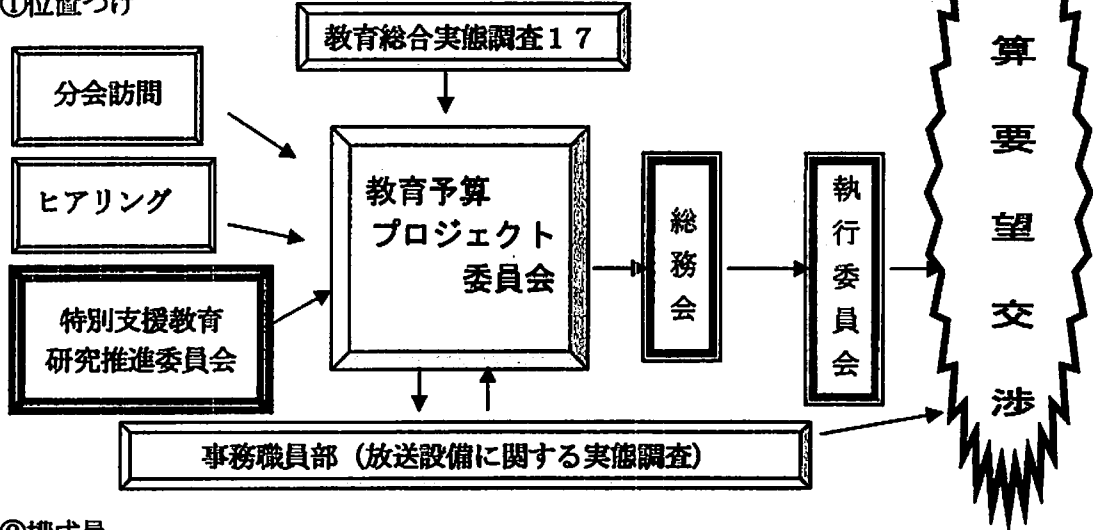 ①位置づけ
教育総合実態調査１７
分会訪問
ヒアリング
特別支援教育
研究推進委員会
教育予算
プロジェクト
委員会
総務会
執行委員会
算要望交渉
事務職員部（放送設備に関する実態調査）
②構成員